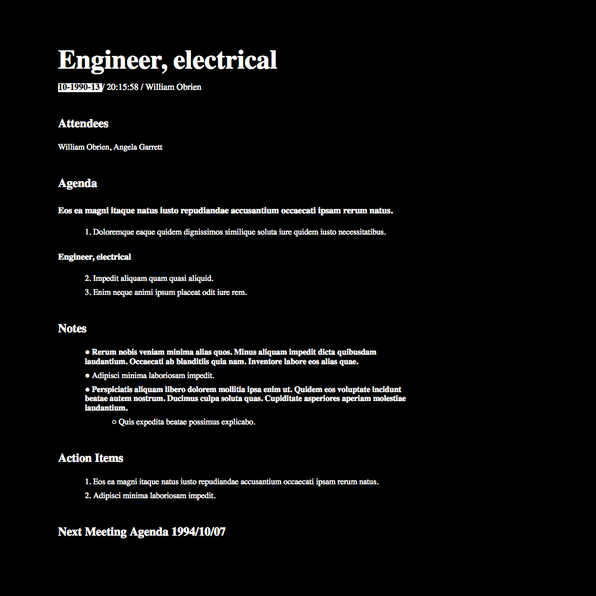 Engineer, electrical
10-1990-13 / 20:15:58 / William Obrien
Attendees
William Obrien, Angela Garrett
Agenda
Eos ea magni itaque natus iusto repudiandae accusantium occaecati ipsam rerum natus.
1. Doloremque eaque quidem dignissimos similique soluta iure quidem iusto necessitatibus.
Engineer, electrical
2. Impedit aliquam quam quasi aliquid.
3. Enim neque animi ipsum placeat odit iure rem.
Notes
● Rerum nobis veniam minima alias quos. Minus aliquam impedit dicta quibusdam
laudantium. Occaecati ab blanditiis quia nam. Inventore labore eos alias quae.
● Adipisci minima laboriosam impedit.
● Perspiciatis aliquam libero dolorem mollitia ipsa enim ut. Quidem eos voluptate incidunt
beatae autem nostrum. Ducimus culpa soluta quas. Cupiditate asperiores aperiam molestiae
laudantium.
○ Quis expedita beatae possimus explicabo.
Action Items
1. Eos ea magni itaque natus iusto repudiandae accusantium occaecati ipsam rerum natus.
2. Adipisci minima laboriosam impedit.
Next Meeting Agenda 1994/10/07